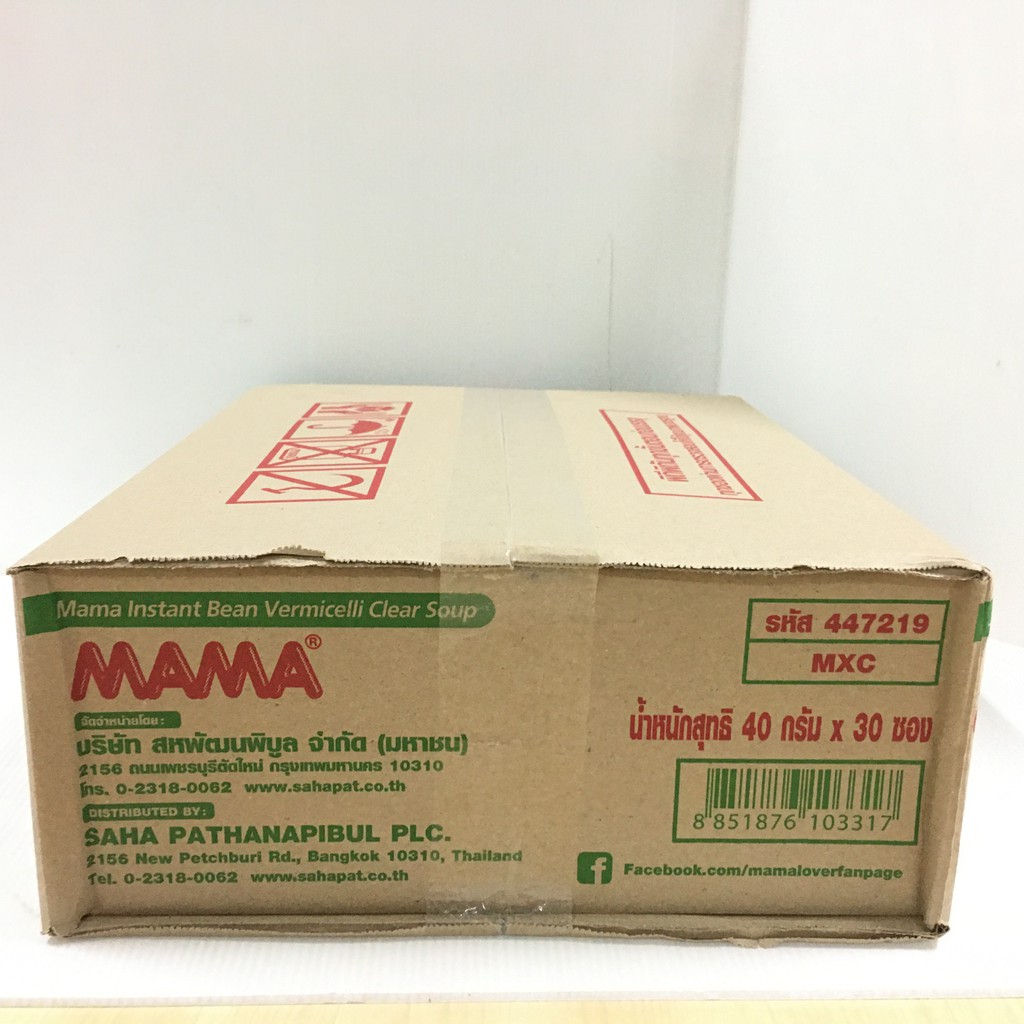 Mama Instant Bean Vermicelli Clear Soup
MAMA®
จัดจำหน่ายโดย :
บริษัท สหพัฒนพิบูล จำกัด (มหาชน)
2156 ถนนเพชรบุรีตัดใหม่ กรุงเทพมหานคร 10310
โทร. 0-2318-0062 www.sahapat.co.th
DISTRIBUTED BY :
SAHA PATHANAPIBUL PLC.
2156 New Petchburi Rd., Bangkok 10310, Thailand
Tel. 0-2318-0062 www.sahapat.co.th
รหัส 447219
MXC
น้ำหนักสุทธิ 40 กรัม x 30 ซอง
8 851876 103317
Facebook.com/mamaloverfanpage